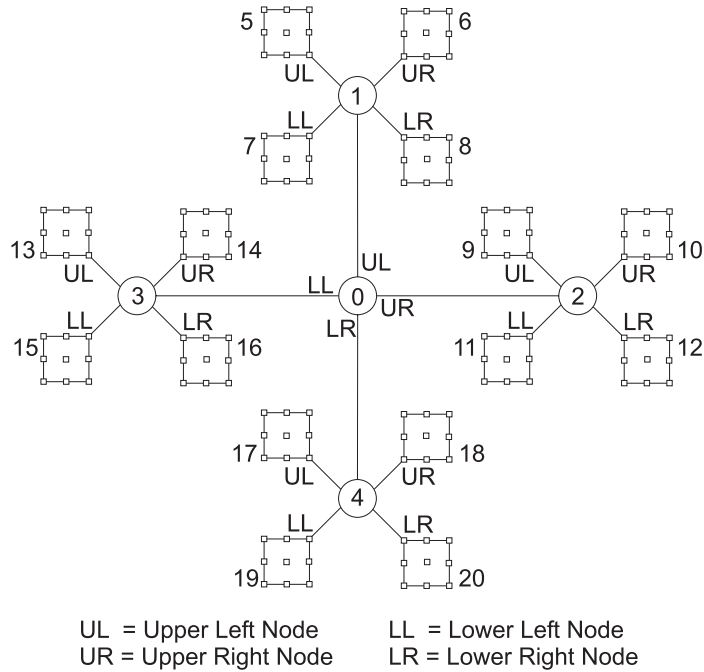 5 6
UL UR
1
LL LR
7 8
13 14 9 10
UL
UL UR UL UR
3 LL 0 2
UR
LL LR LR LL LR
15 16 11 12
17 18
UL UR
4
LL LR
19 20
UL = Upper Left Node LL = Lower Left Node
UR = Upper Right Node LR = Lower Right Node